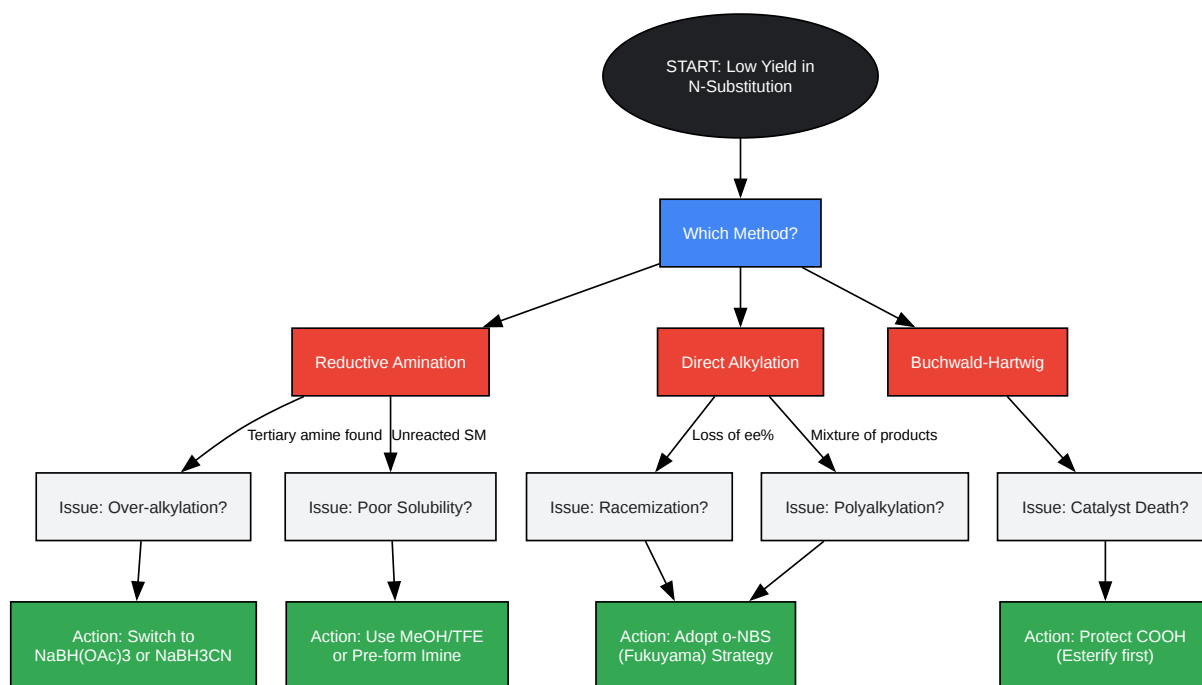 START: Low Yield in
N-Substitution
Which Method?
Reductive Amination
Direct Alkylation
Buchwald-Hartwig
Tertiary amine found
Unreacted SM
Loss of ee%
Mixture of products
Issue: Over-alkylation?
Issue: Poor Solubility?
Issue: Racemization?
Issue: Polyalkylation?
Issue: Catalyst Death?
Action: Switch to
NaBH(OAc)3 or NaBH3CN
Action: Use MeOH/TFE
or Pre-form Imine
Action: Adopt o-NBS
(Fukuyama) Strategy
Action: Protect COOH
(Esterify first)